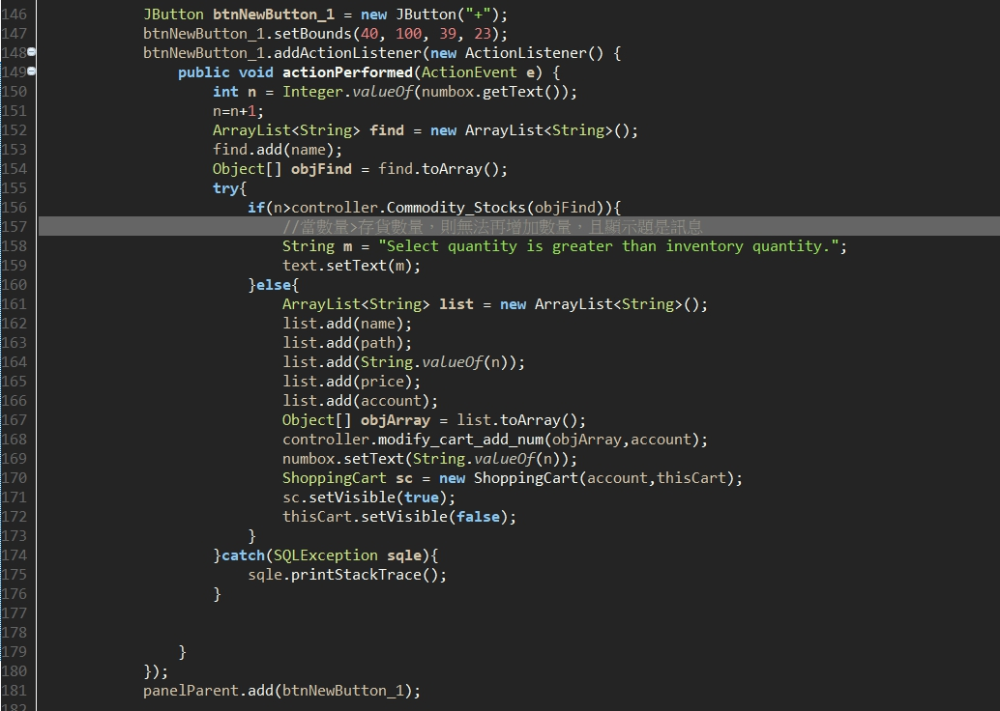 146 JButton btnNewButton_1 = new JButton("+");
147 btnNewButton_1.setBounds(40, 100, 39, 23);
148 btnNewButton_1.addActionListener(new ActionListener() {
149 public void actionPerformed(ActionEvent e) {
150 int n = Integer.valueOf(numbox.getText());
151 n=n+1;
152 ArrayList<String> find = new ArrayList<String>();
153 find.add(name);
154 Object[] objFind = find.toArray();
155 try{
156 if(n>controller.Commodity_Stocks(objFind)){
157 //當數量>存貨數量，則無法再增加數量，且顯示題是訊息
158 String m = "Select quantity is greater than inventory quantity.";
159 text.setText(m);
160 }else{
161 ArrayList<String> list = new ArrayList<String>();
162 list.add(name);
163 list.add(path);
164 list.add(String.valueOf(n));
165 list.add(price);
166 list.add(account);
167 Object[] objArray = list.toArray();
168 controller.modify_cart_add_num(objArray,account);
169 numbox.setText(String.valueOf(n));
170 ShoppingCart sc = new ShoppingCart(account,thisCart);
171 sc.setVisible(true);
172 thisCart.setVisible(false);
173 }
174 }catch(SQLException sqle){
175 sqle.printStackTrace();
176 }
177
178
179 }
180 });
181 panelParent.add(btnNewButton_1);
182